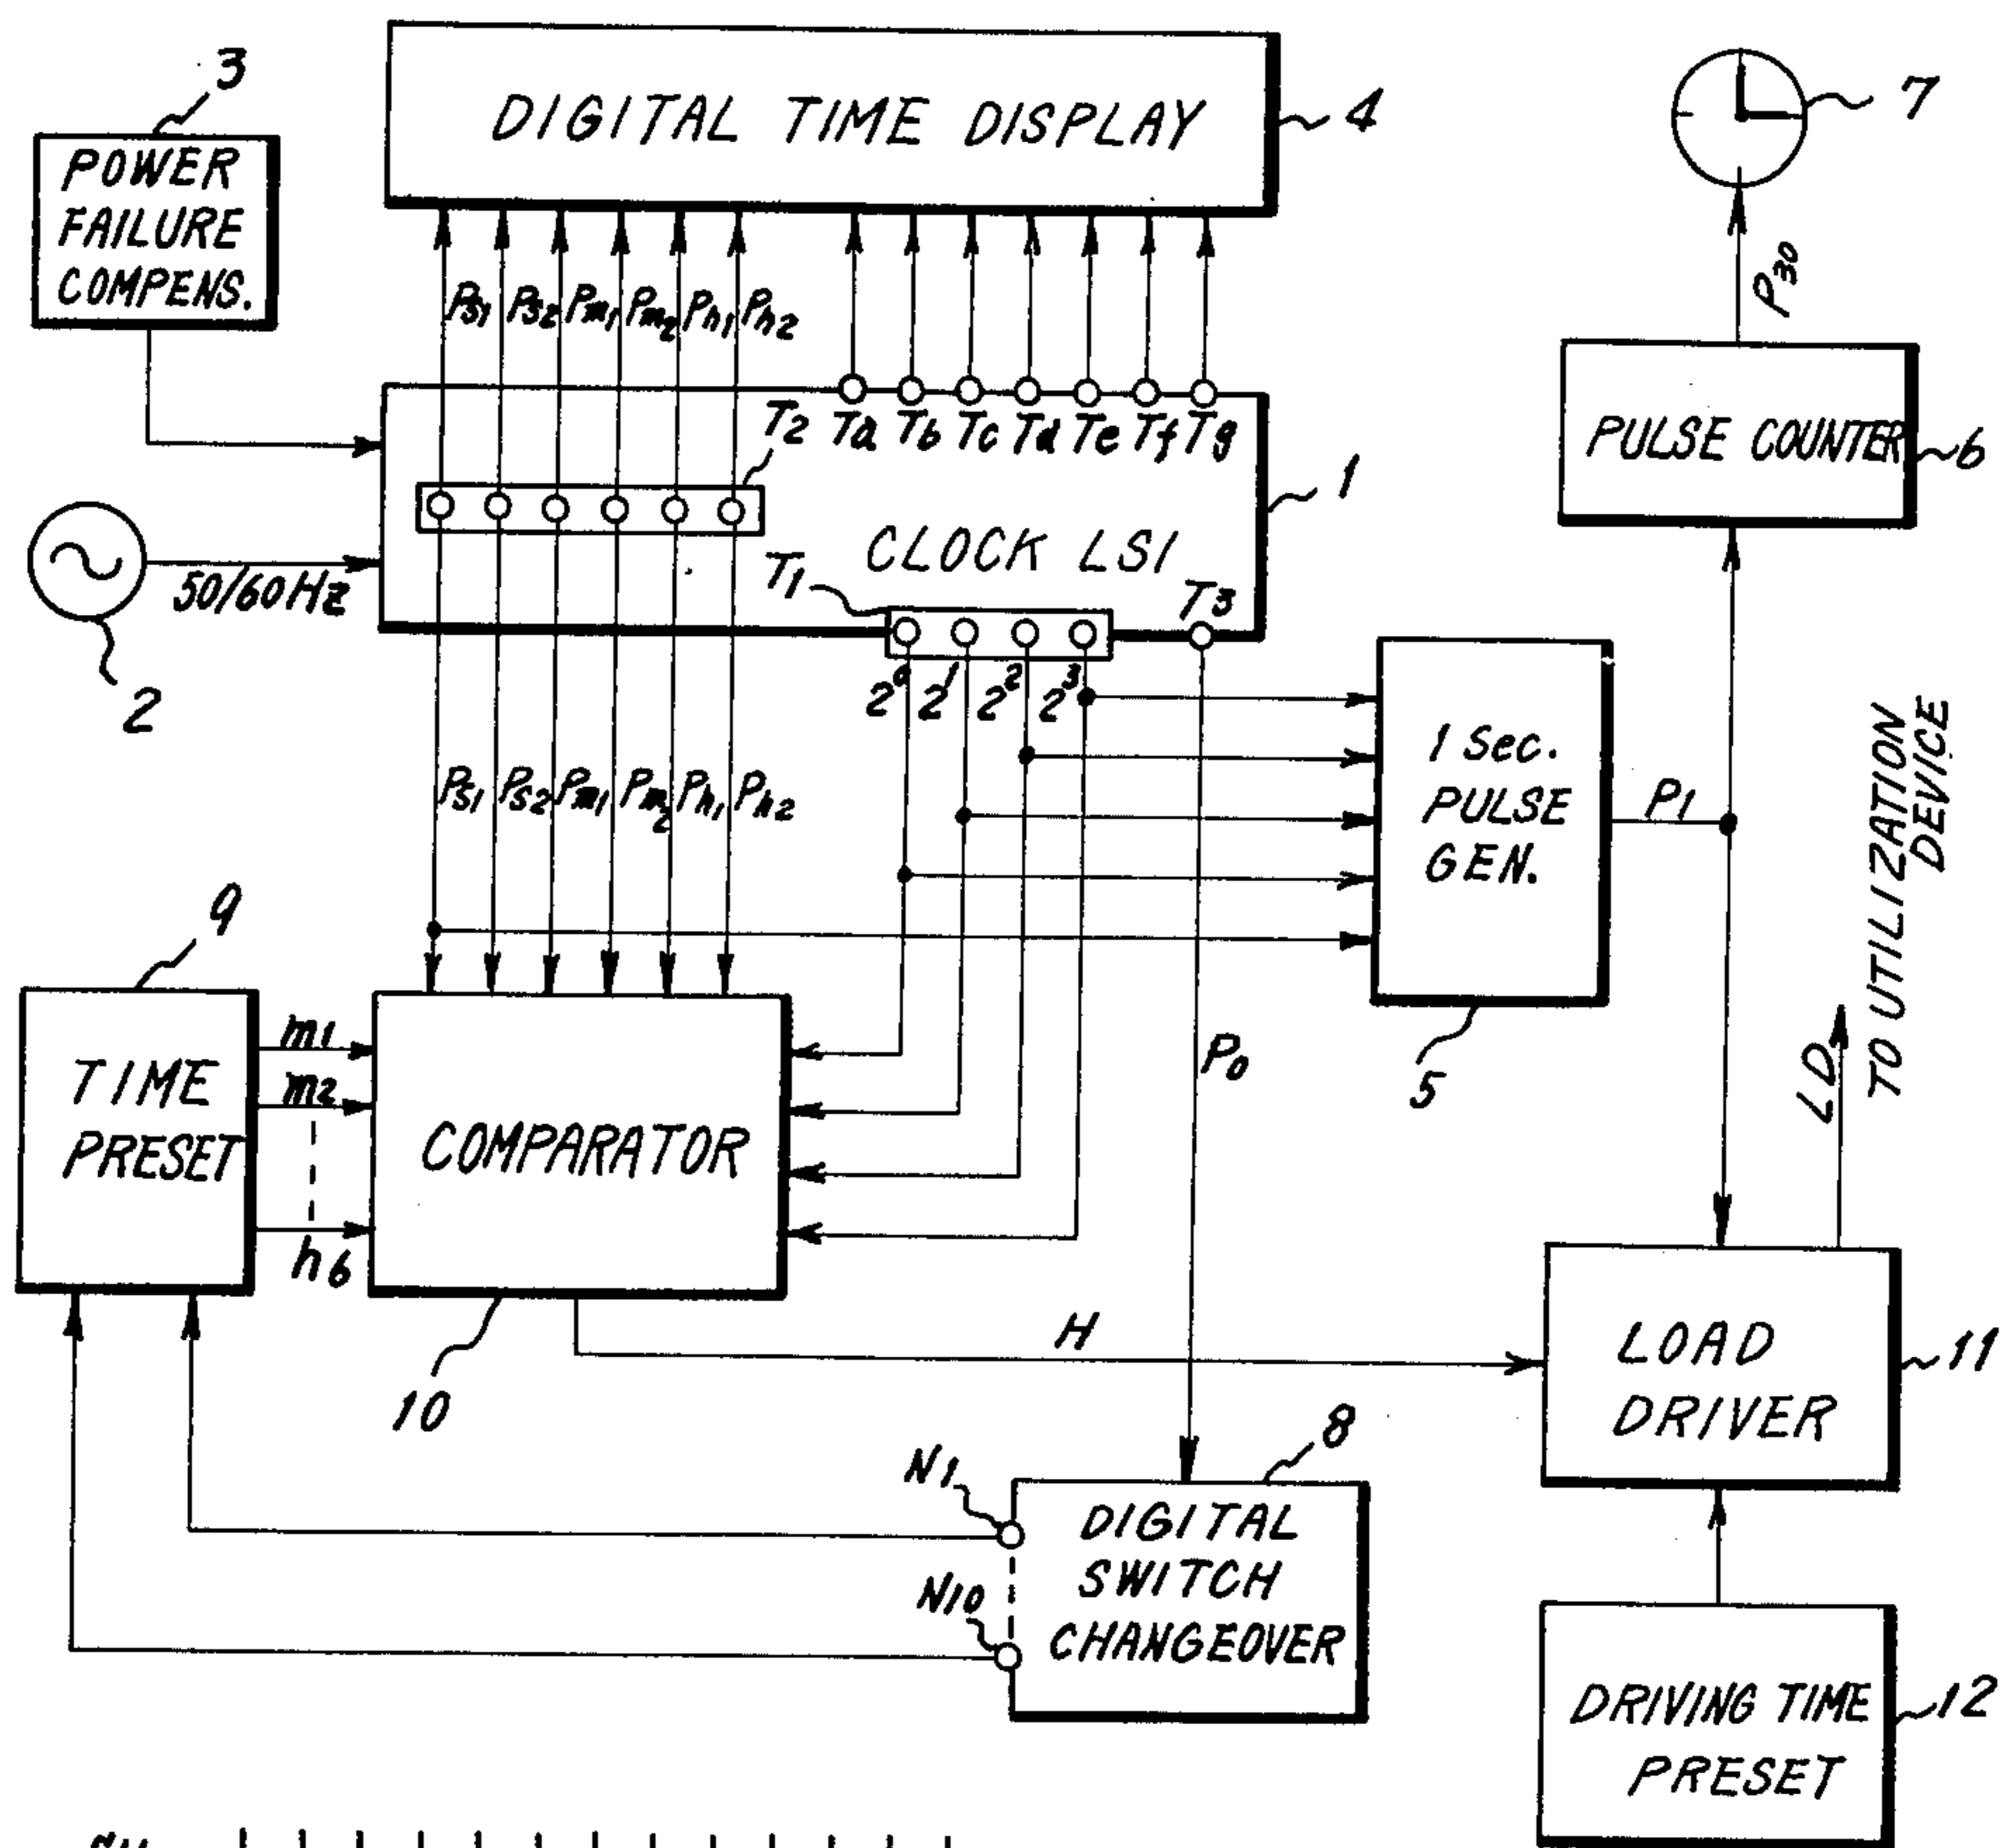 3
POWER
FAILURE
COMPENS.
DIGITAL TIME DISPLAY
4
7
Ps1 Ps2 Pm1 Pm2 Ph1 Ph2
P30
T2 Ta Tb Tc Td Te Tf Tg
PULSE COUNTER
6
1
CLOCK LSI
50/60Hz
2
T1
T3
2^0 2^1 2^2 2^3
Ps1 Ps2 Pm1 Pm2 Ph1 Ph2
1 Sec.
PULSE
GEN.
P1
5
TO UTILIZATION
DEVICE
LD
9
TIME
PRESET
m1
m2
h6
COMPARATOR
10
P0
H
LOAD
DRIVER
11
8
N1
N10
DIGITAL
SWITCH
CHANGEOVER
DRIVING TIME
PRESET
12